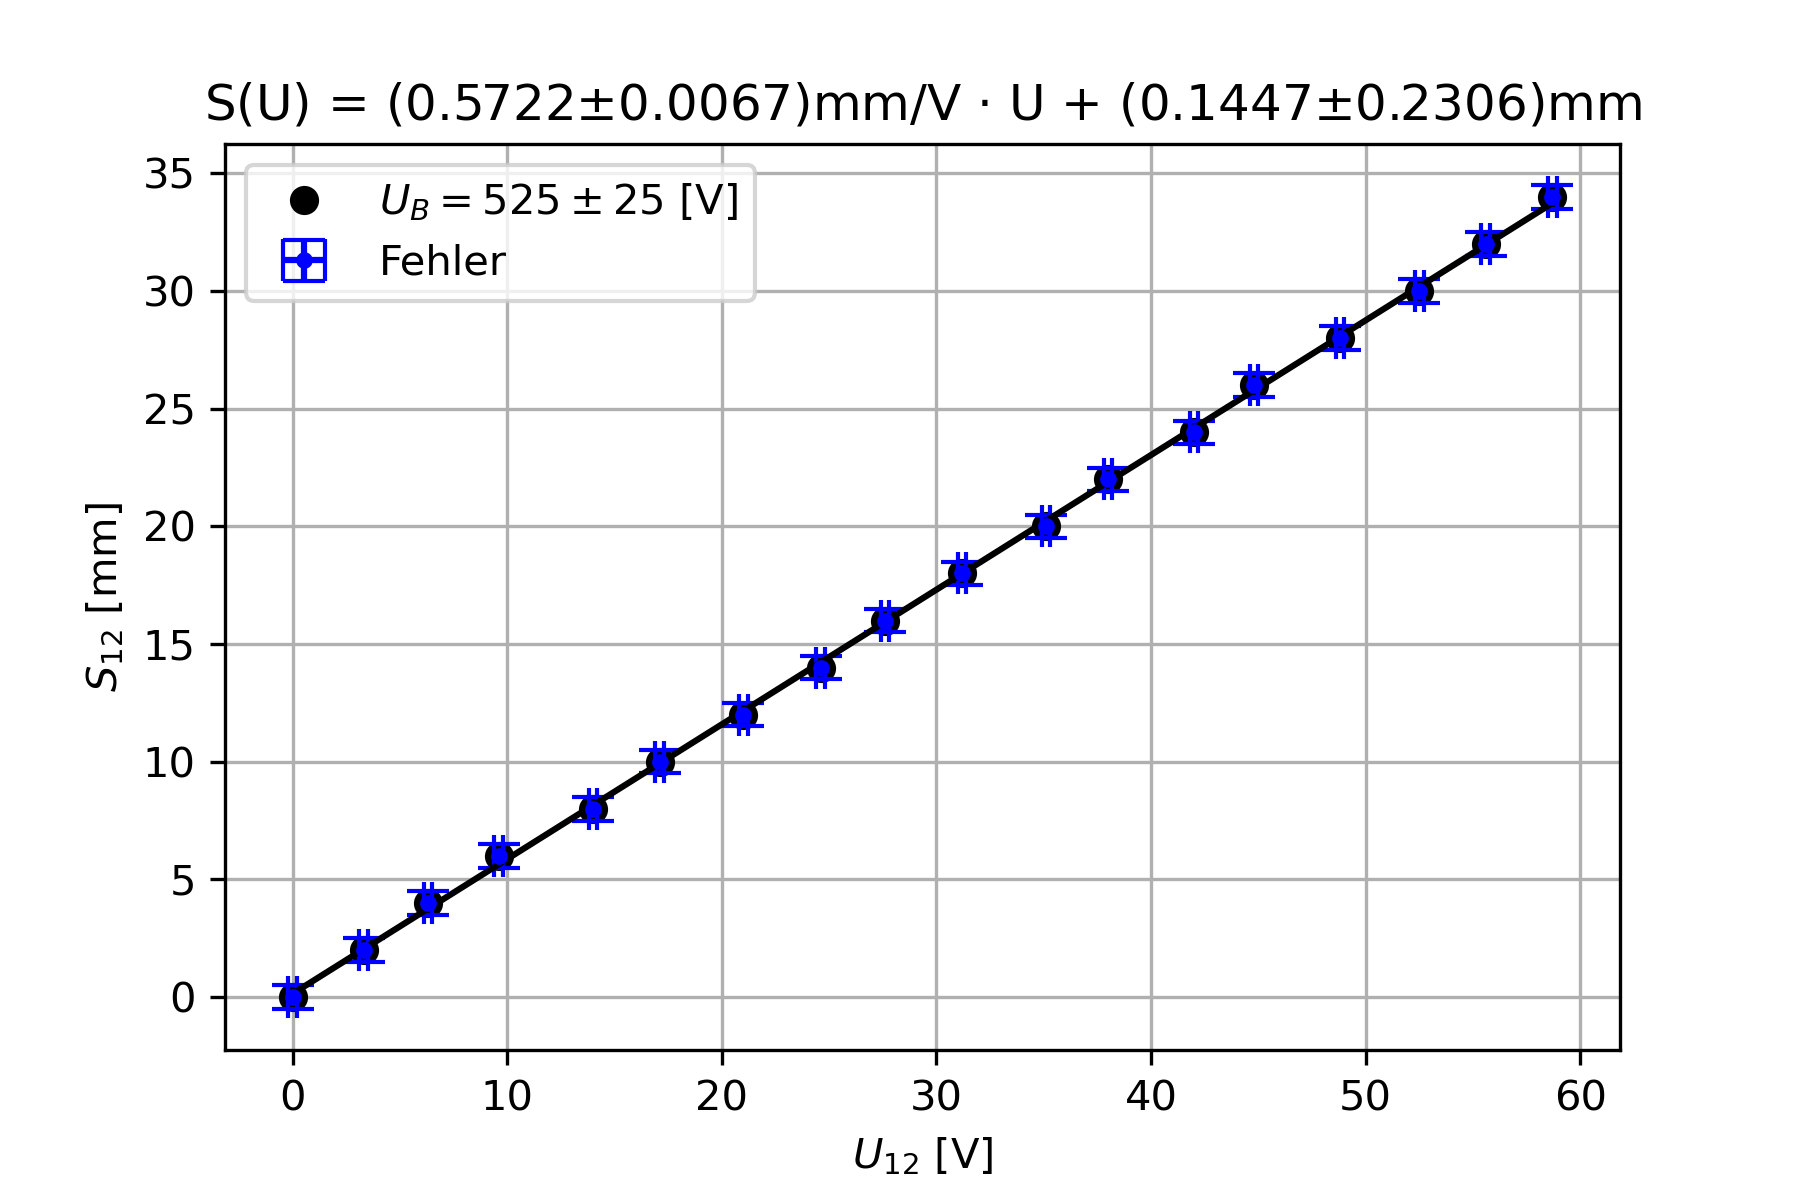 S(U) = (0.5722±0.0067)mm/V · U + (0.1447±0.2306)mm
U_B = 525 ± 25 [V]
Fehler
35
30
25
20
15
10
5
0
S_12 [mm]
0 10 20 30 40 50 60
U_12 [V]